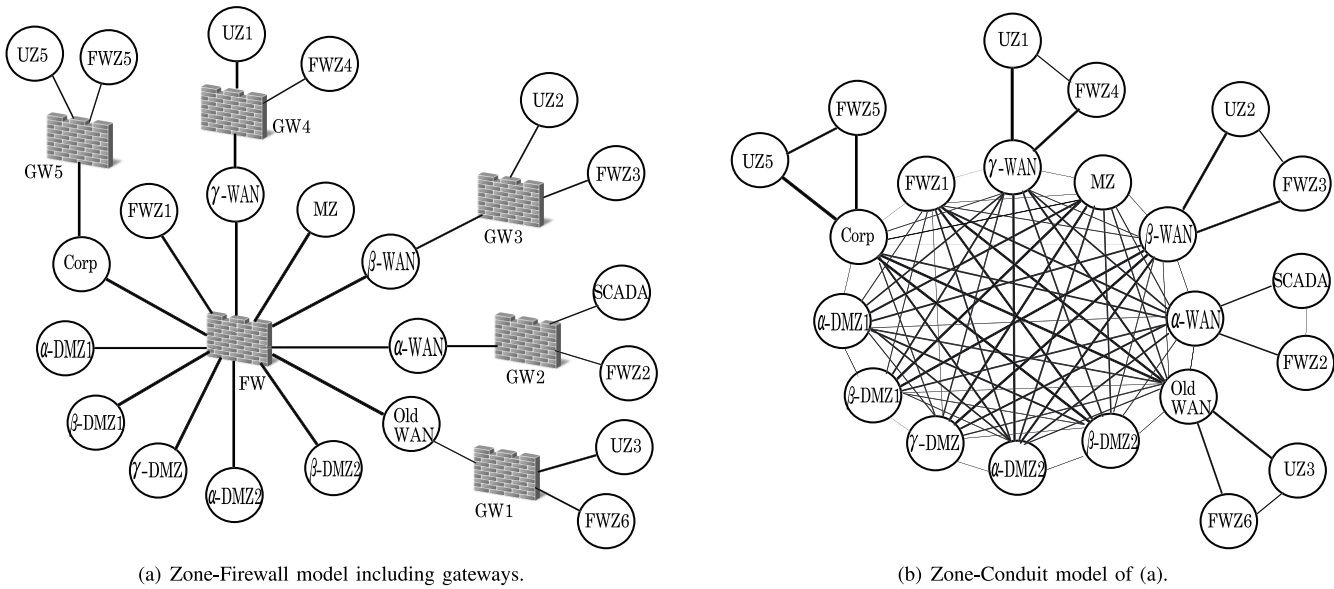 UZ5
FWZ5
UZ1
FWZ4
GW4
GW5
UZ2
FWZ3
GW3
FWZ1
γ-WAN
MZ
β-WAN
Corp
SCADA
α-DMZ1
FW
α-WAN
GW2
FWZ2
β-DMZ1
Old
WAN
γ-DMZ
α-DMZ2
β-DMZ2
UZ3
GW1
FWZ6
(a) Zone-Firewall model including gateways.
UZ1
FWZ4
FWZ5
UZ5
UZ2
FWZ3
FWZ1
γ-WAN
MZ
Corp
β-WAN
SCADA
α-DMZ1
α-WAN
FWZ2
β-DMZ1
Old
WAN
γ-DMZ
α-DMZ2
β-DMZ2
UZ3
FWZ6
(b) Zone-Conduit model of (a).